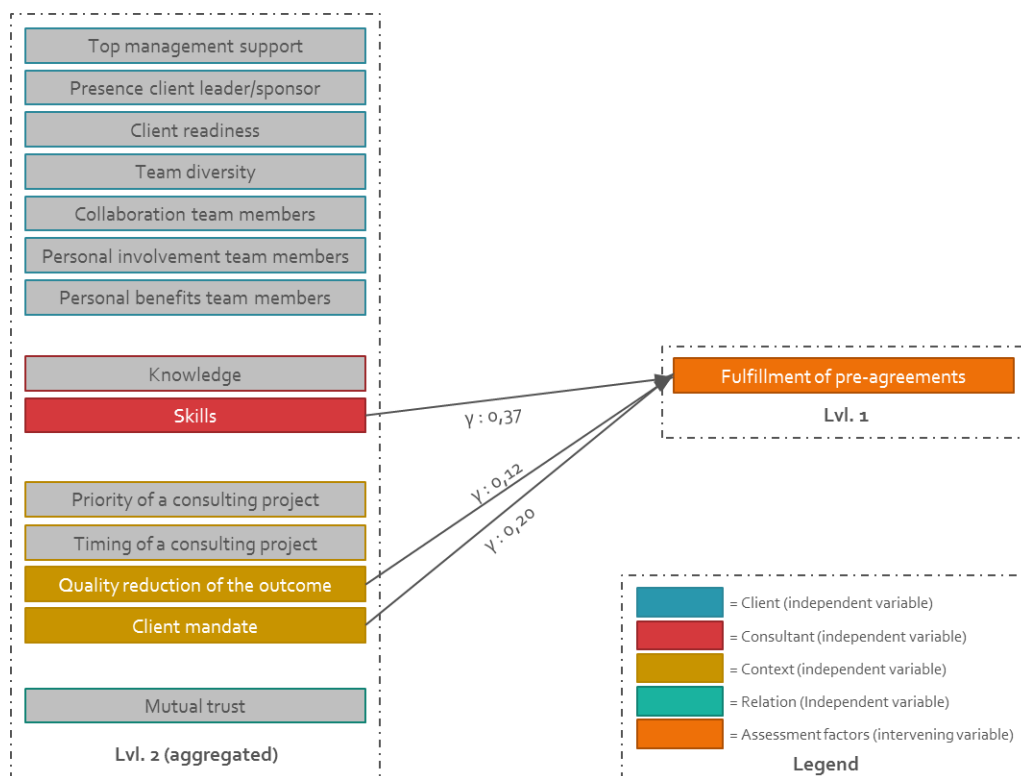 Top management support
Presence client leader/sponsor
Client readiness
Team diversity
Collaboration team members
Personal involvement team members
Personal benefits team members
Knowledge
Skills
Priority of a consulting project
Timing of a consulting project
Quality reduction of the outcome
Client mandate
Mutual trust
Lvl. 2 (aggregated)
γ : 0,37
γ : 0,12
γ : 0,20
Fulfillment of pre-agreements
Lvl. 1
= Client (independent variable)
= Consultant (independent variable)
= Context (independent variable)
= Relation (Independent variable)
= Assessment factors (intervening variable)
Legend